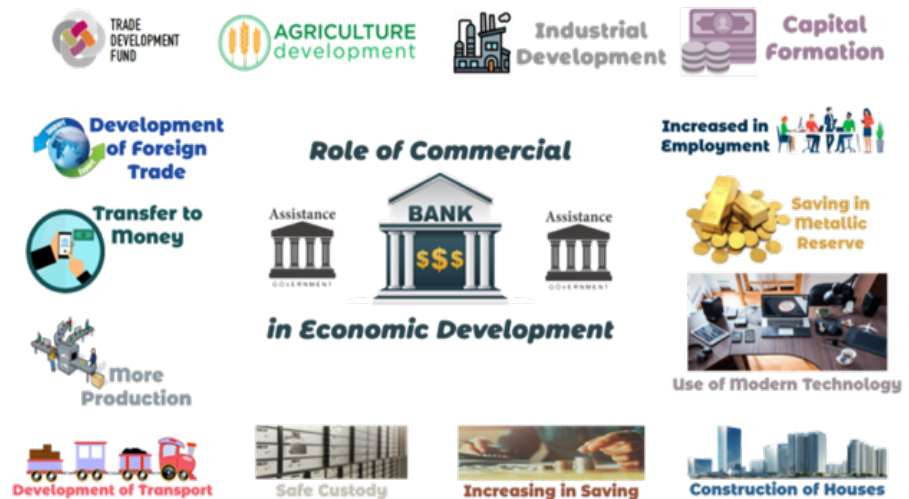 TRADE
DEVELOPMENT
FUND
AGRICULTURE
development
Industrial
Development
Capital
Formation
Development
of Foreign
Trade
Role of Commercial
Increased in
Employment
Transfer to
Money
Assistance
GOVERNMENT
BANK
$$$
Assistance
GOVERNMENT
Saving in
Metallic
Reserve
in Economic Development
More
Production
Use of Modern Technology
Development of Transport
Safe Custody
Increasing in Saving
Construction of Houses